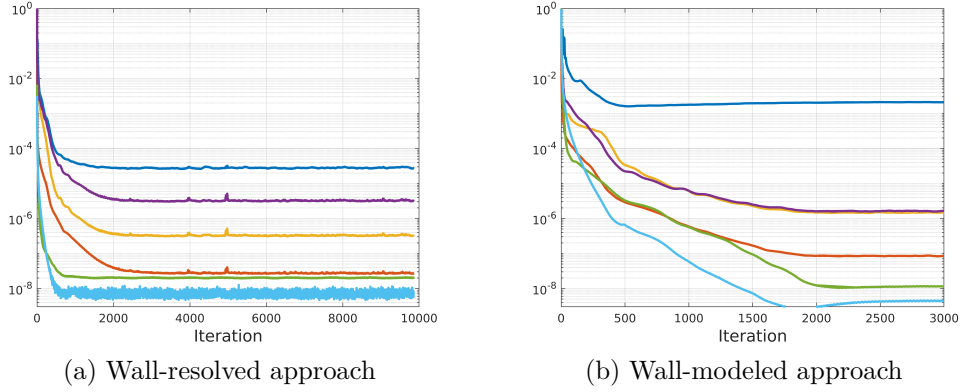 10^0
10^-2
10^-4
10^-6
10^-8
0 2000 4000 6000 8000 10000
Iteration
(a) Wall-resolved approach
10^0
10^-2
10^-4
10^-6
10^-8
0 500 1000 1500 2000 2500 3000
Iteration
(b) Wall-modeled approach